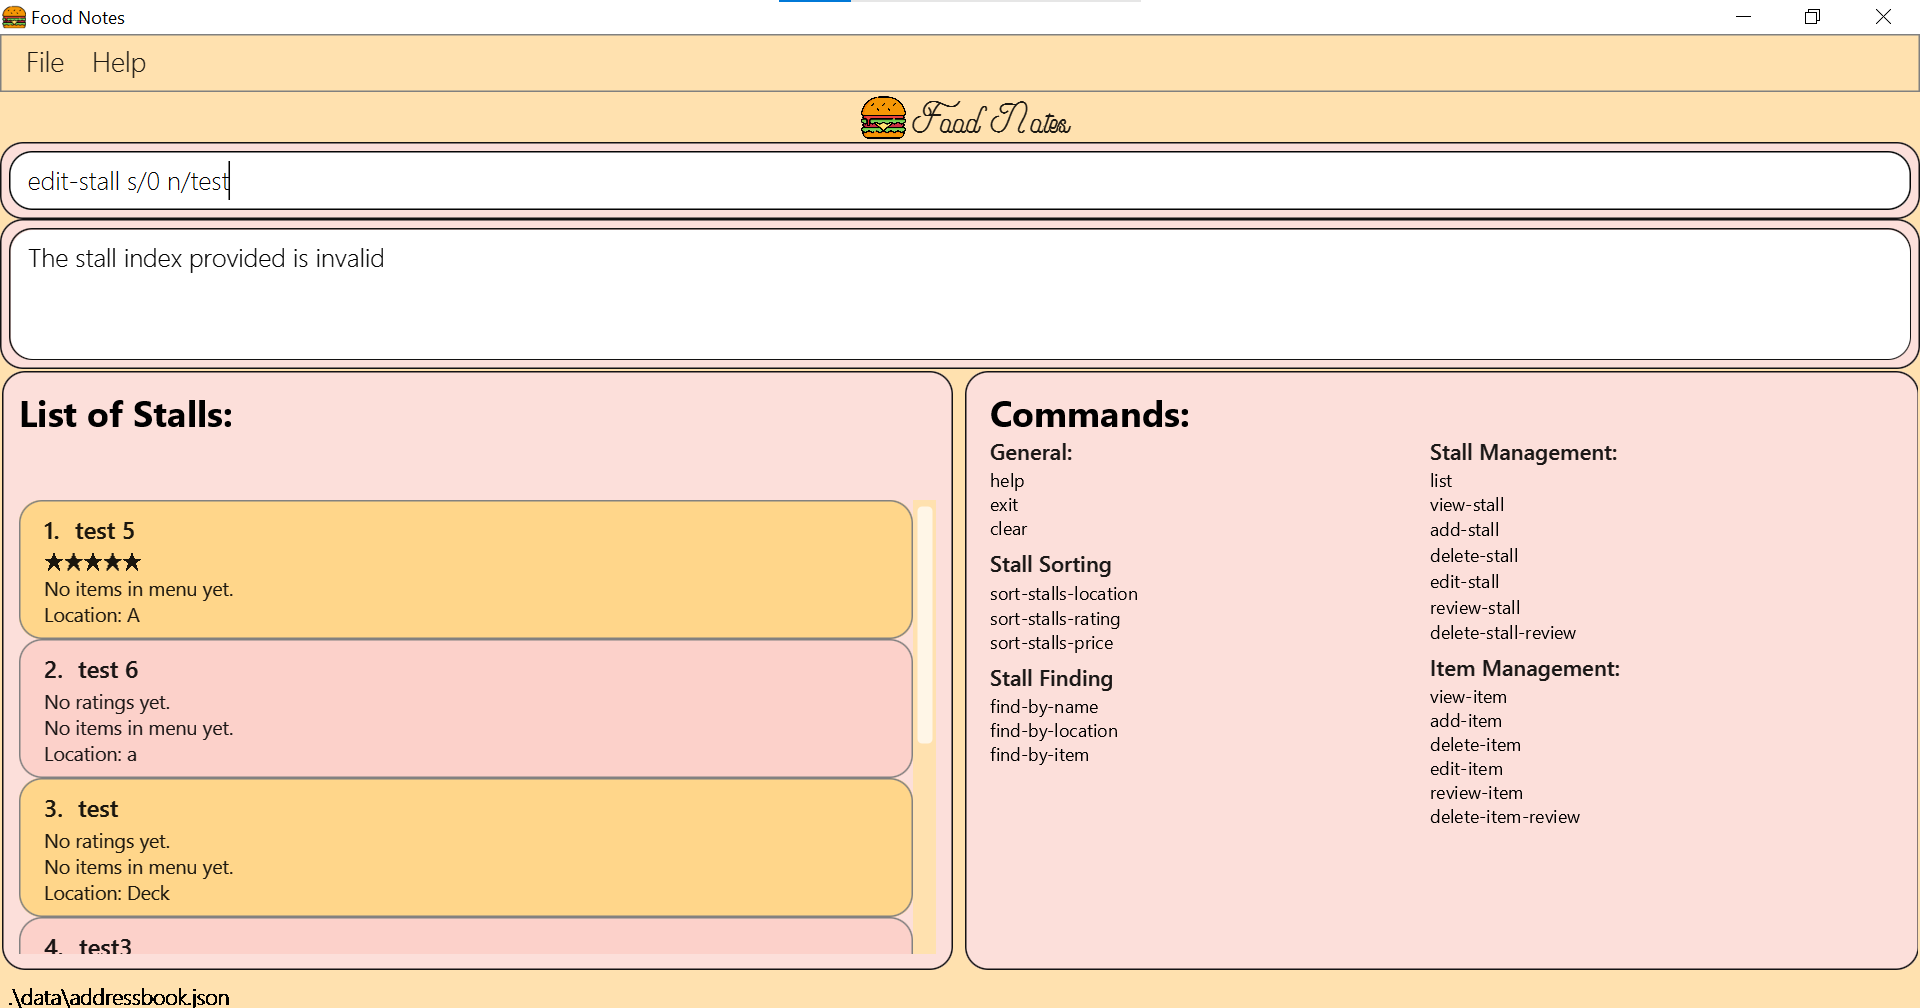 Food Notes
File Help
Food Notes
edit-stall s/0 n/test
The stall index provided is invalid
List of Stalls:
1. test 5
★★★★★
No items in menu yet.
Location: A
2. test 6
No ratings yet.
No items in menu yet.
Location: a
3. test
No ratings yet.
No items in menu yet.
Location: Deck
4. test3
Commands:
General:
help
exit
clear
Stall Sorting
sort-stalls-location
sort-stalls-rating
sort-stalls-price
Stall Finding
find-by-name
find-by-location
find-by-item
Stall Management:
list
view-stall
add-stall
delete-stall
edit-stall
review-stall
delete-stall-review
Item Management:
view-item
add-item
delete-item
edit-item
review-item
delete-item-review
.\data\addressbook.json